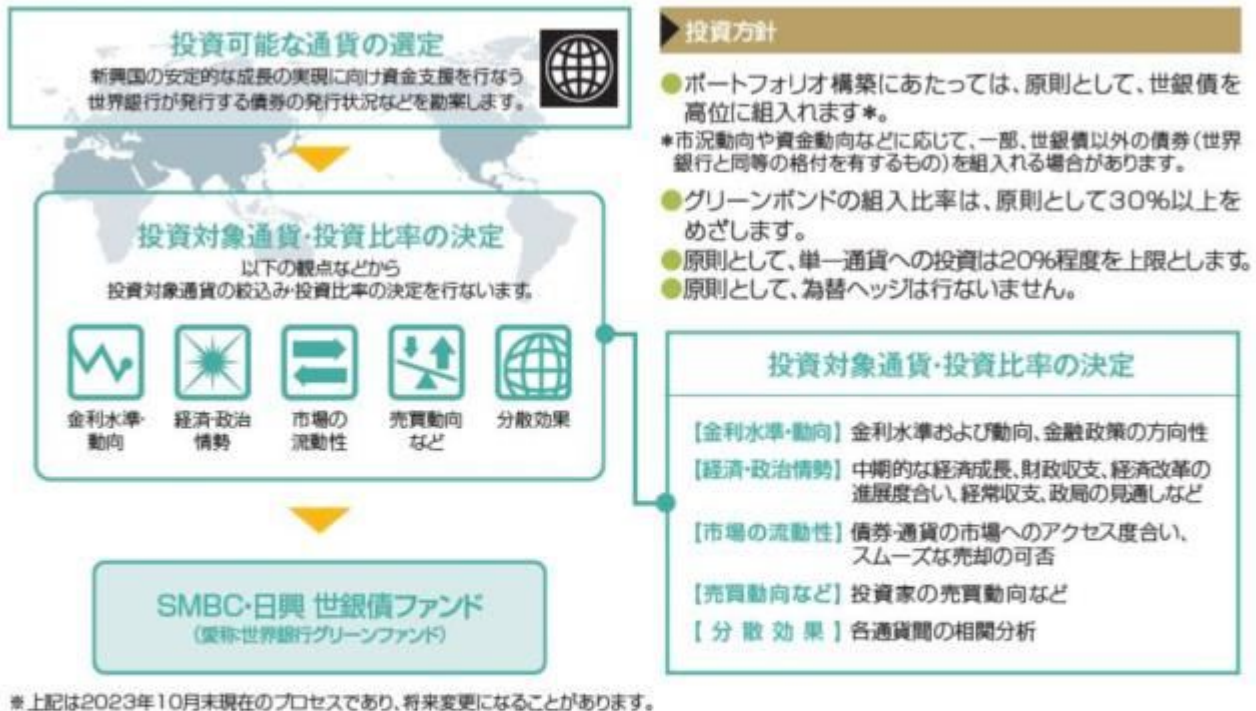 投資可能な通貨の選定
新興国の安定的な成長の実現に向け資金支援を行なう
世界銀行が発行する債券の発行状況などを勘案します。
投資対象通貨・投資比率の決定
以下の観点などから
投資対象通貨の絞込み・投資比率の決定を行ないます。
金利水準・
動向
経済・政治
情勢
市場の
流動性
売買動向
など
分散効果
SMBC・日興 世銀債ファンド
(愛称:世界銀行グリーンファンド)
投資方針
●ポートフォリオ構築にあたっては、原則として、世銀債を
高位に組入れます*。
*市況動向や資金動向などに応じて、一部、世銀債以外の債券(世界
銀行と同等の格付を有するもの)を組入れる場合があります。
●グリーンボンドの組入比率は、原則として30%以上を
めざします。
●原則として、単一通貨への投資は20%程度を上限とします。
●原則として、為替ヘッジは行ないません。
投資対象通貨・投資比率の決定
【金利水準・動向】金利水準および動向、金融政策の方向性
【経済・政治情勢】中期的な経済成長、財政収支、経済改革の
進展度合い、経常収支、政局の見通しなど
【市場の流動性】債券・通貨の市場へのアクセス度合い、
スムーズな売却の可否
【売買動向など】投資家の売買動向など
【分散効果】各通貨間の相関分析
※上記は2023年10月末現在のプロセスであり、将来変更になることがあります。